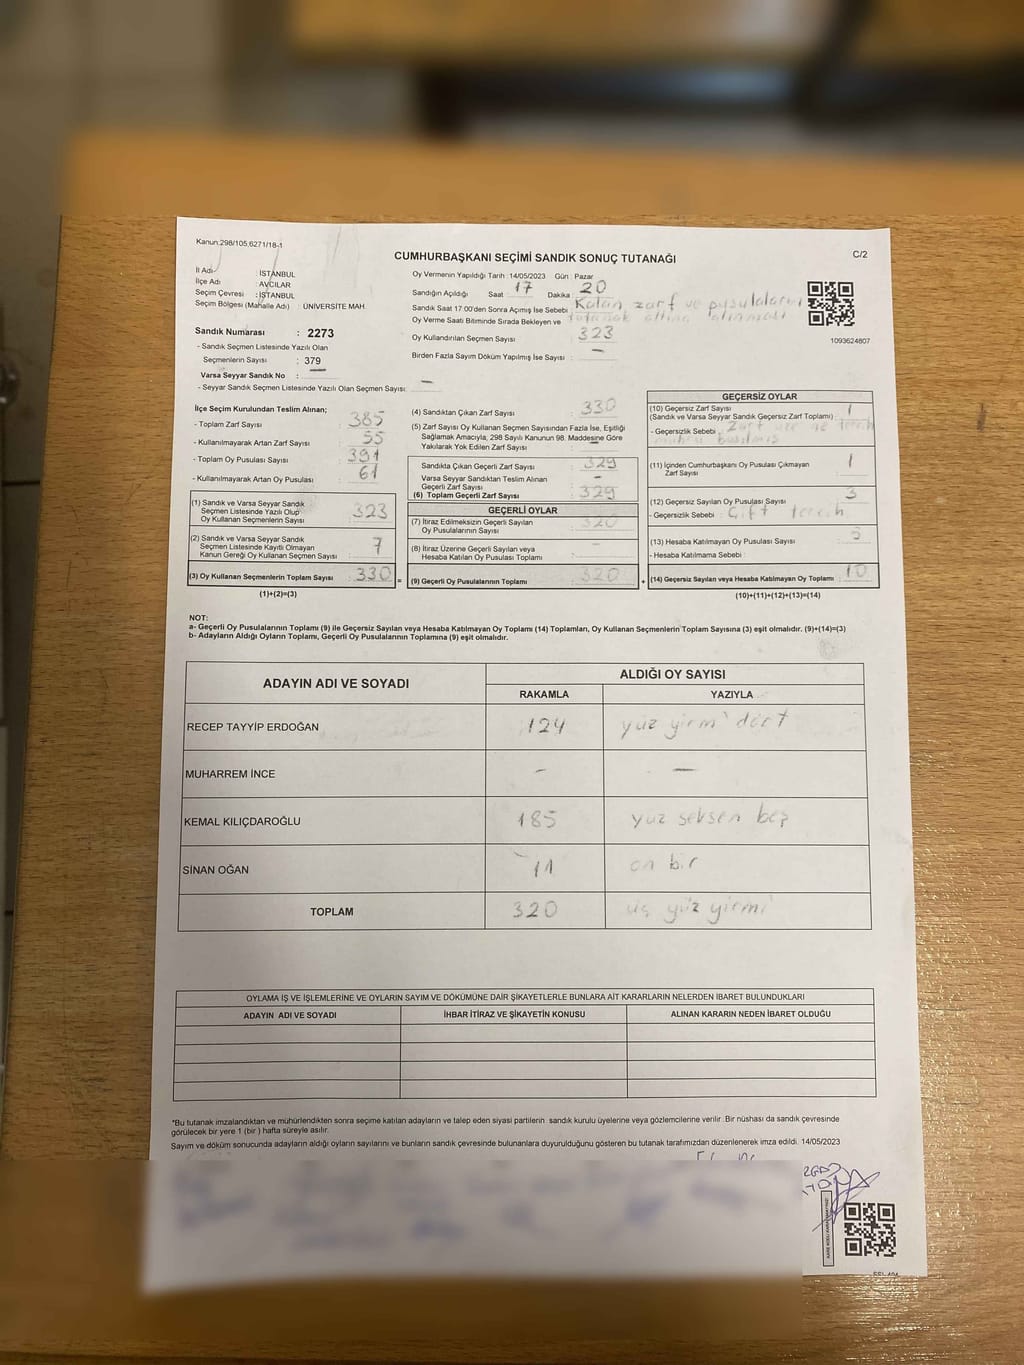 Kanun:298/105,6271/18-1
CUMHURBAŞKANI SEÇİMİ SANDIK SONUÇ TUTANAĞI
C/2
İl Adı : İSTANBUL
İlçe Adı : AVCILAR
Seçim Çevresi : İSTANBUL
Seçim Bölgesi (Mahalle Adı) : ÜNİVERSİTE MAH.
Oy Vermenin Yapıldığı Tarih : 14/05/2023 Gün : Pazar
Sandığın Açıldığı Saat : 17 Dakika : 20
Sandık Saat 17:00'den Sonra Açımış İse Sebebi : Kalan zarf ve pusulaların
Oy Verme Saati Bitiminde Sırada Bekleyen ve tutanak altına alınması
Oy Kullandırılan Seçmen Sayısı : 323
Birden Fazla Sayım Döküm Yapılmış İse Sayısı : —
1093624807
Sandık Numarası : 2273
- Sandık Seçmen Listesinde Yazılı Olan
Seçmenlerin Sayısı : 379
Varsa Seyyar Sandık No : —
- Seyyar Sandık Seçmen Listesinde Yazılı Olan Seçmen Sayısı: —
İlçe Seçim Kurulundan Teslim Alınan;
- Toplam Zarf Sayısı : 385
- Kullanılmayarak Artan Zarf Sayısı : 55
- Toplam Oy Pusulası Sayısı : 391
- Kullanılmayarak Artan Oy Pusulası : 61
(1) Sandık ve Varsa Seyyar Sandık
Seçmen Listesinde Yazılı Olup
Oy Kullanan Seçmenlerin Sayısı : 323
(2) Sandık ve Varsa Seyyar Sandık
Seçmen Listesinde Kayıtlı Olmayan
Kanun Gereği Oy Kullanan Seçmen Sayısı : 7
(3) Oy Kullanan Seçmenlerin Toplam Sayısı : 330
(1)+(2)=(3)
(4) Sandıktan Çıkan Zarf Sayısı : 330
(5) Zarf Sayısı Oy Kullanan Seçmen Sayısından Fazla İse, Eşitliği
Sağlamak Amacıyla, 298 Sayılı Kanunun 98. Maddesine Göre
Yakılarak Yok Edilen Zarf Sayısı : —
Sandıkta Çıkan Geçerli Zarf Sayısı : 329
Varsa Seyyar Sandıktan Teslim Alınan
Geçerli Zarf Sayısı : -
(6) Toplam Geçerli Zarf Sayısı : 329
GEÇERLİ OYLAR
(7) İtiraz Edilmeksizin Geçerli Sayılan
Oy Pusulalarının Sayısı : 320
(8) İtiraz Üzerine Geçerli Sayılan veya
Hesaba Katılan Oy Pusulası Toplamı : -
= (9) Geçerli Oy Pusulalarının Toplamı : 320 +
GEÇERSİZ OYLAR
(10) Geçersiz Zarf Sayısı
(Sandık ve Varsa Seyyar Sandık Geçersiz Zarf Toplamı) : 1
- Geçersizlik Sebebi : Zarf tercih
mührü basılmış
(11) İçinden Cumhurbaşkanı Oy Pusulası Çıkmayan
Zarf Sayısı : 1
(12) Geçersiz Sayılan Oy Pusulası Sayısı : 3
- Geçersizlik Sebebi : Çift tercih
(13) Hesaba Katılmayan Oy Pusulası Sayısı : 5
- Hesaba Katılmama Sebebi :
(14) Geçersiz Sayılan veya Hesaba Katılmayan Oy Toplamı : 10
(10)+(11)+(12)+(13)=(14)
NOT:
a- Geçerli Oy Pusulalarının Toplamı (9) ile Geçersiz Sayılan veya Hesaba Katılmayan Oy Toplamı (14) Toplamları, Oy Kullanan Seçmenlerin Toplam Sayısına (3) eşit olmalıdır. (9)+(14)=(3)
b- Adayların Aldığı Oyların Toplamı, Geçerli Oy Pusulalarının Toplamına (9) eşit olmalıdır.
ADAYIN ADI VE SOYADI
ALDIĞI OY SAYISI
RAKAMLA YAZIYLA
RECEP TAYYİP ERDOĞAN 124 yüz yirmi dört
MUHARREM İNCE - —
KEMAL KILIÇDAROĞLU 185 yüz seksen beş
SİNAN OĞAN 11 on bir
TOPLAM 320 üç yüz yirmi
OYLAMA İŞ VE İŞLEMLERİNE VE OYLARIN SAYIM VE DÖKÜMÜNE DAİR ŞİKAYETLERLE BUNLARA AİT KARARLARIN NELERDEN İBARET BULUNDUKLARI
ADAYIN ADI VE SOYADI İHBAR İTİRAZ VE ŞİKAYETİN KONUSU ALINAN KARARIN NEDEN İBARET OLDUĞU
*Bu tutanak imzalandıktan ve mühürlendikten sonra seçime katılan adayların ve talep eden siyasi partilerin sandık kurulu üyelerine veya gözlemcilerine verilir. Bir nüshası da sandık çevresinde
görülecek bir yere 1 (bir ) hafta süreyle asılır.
Sayım ve döküm sonucunda adayların aldığı oyların sayılarını ve bunların sandık çevresinde bulunanlara duyurulduğunu gösteren bu tutanak tarafımızdan düzenlenerek imza edildi. 14/05/2023